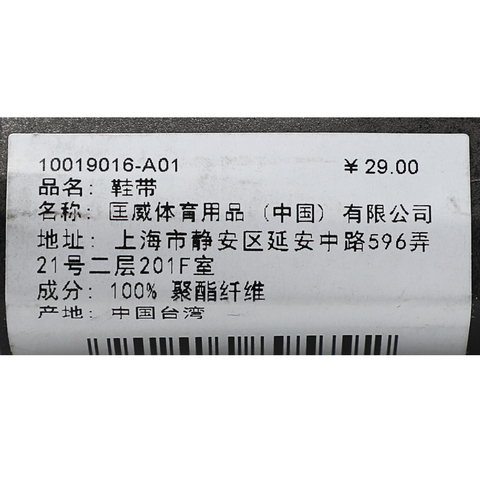 10019016-A01 ¥ 29.00
品名: 鞋带
名称: 匡威体育用品 (中国) 有限公司
地址: 上海市静安区延安中路596弄
21号二层201F室
成分: 100% 聚酯纤维
产地: 中国台湾